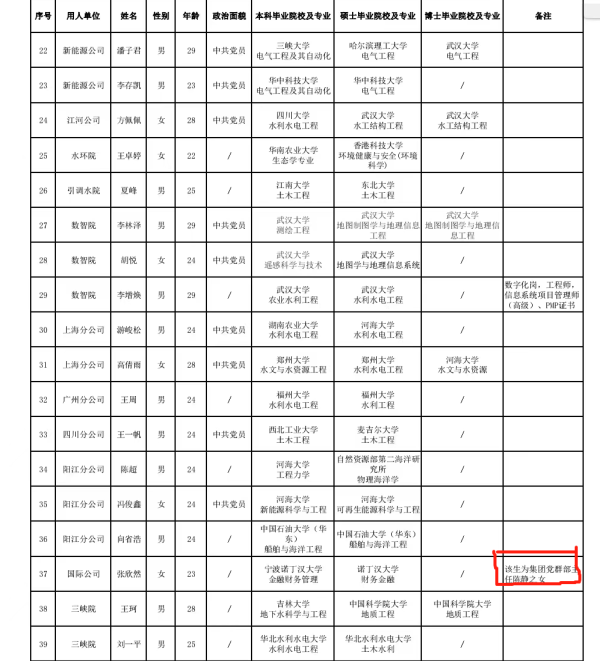 序号 用人单位 姓名 性别 年龄 政治面貌 本科毕业院校及专业 硕士毕业院校及专业 博士毕业院校及专业 备注
22 新能源公司 潘子君 男 29 中共党员 三峡大学 电气工程及其自动化 哈尔滨理工大学 电气工程 武汉大学 电气工程
23 新能源公司 李存凯 男 23 中共党员 华中科技大学 电气工程及其自动化 华中科技大学 电气工程 /
24 江河公司 方佩佩 女 28 中共党员 四川大学 水利水电工程 武汉大学 水工结构工程 武汉大学 水工结构工程
25 水环院 王卓婷 女 22 / 华南农业大学 生态学专业 香港科技大学 环境健康与安全(环境科学) /
26 引调水院 夏峰 男 25 / 江南大学 土木工程 东北大学 土木工程 /
27 数智院 李林泽 男 29 中共党员 武汉大学 测绘工程 武汉大学 地图制图学与地理信息工程 武汉大学 地图制图学与地理信息工程
28 数智院 胡悦 女 24 中共党员 武汉大学 遥感科学与技术 武汉大学 地图学与地理信息系统 /
29 数智院 李增焕 男 29 / 武汉大学 农业水利工程 武汉大学 水利水电工程 / 数字化岗，工程师，信息系统项目管理师（高级）、PMP证书
30 上海分公司 游峻松 男 24 中共党员 湖南农业大学 水利水电工程 河海大学 水利水电工程 /
31 上海分公司 高倩雨 女 28 中共党员 郑州大学 水文与水资源工程 郑州大学 水利水电工程 河海大学 水文与水资源
32 广州分公司 王周 男 24 / 福州大学 水利水电工程 福州大学 水利工程 /
33 四川分公司 王一帆 男 24 中共党员 西北工业大学 土木工程 麦吉尔大学 土木工程 /
34 阳江分公司 陈超 男 24 / 河海大学 工程力学 自然资源部第二海洋研究所 物理海洋学 /
35 阳江分公司 冯俊鑫 女 24 中共党员 河海大学 新能源科学与工程 河海大学 可再生能源科学与工程 /
36 阳江分公司 向省浩 男 24 / 中国石油大学（华东） 船舶与海洋工程 中国石油大学（华东） 船舶与海洋工程 /
37 国际公司 张欣然 女 23 / 宁波诺丁汉大学 金融财务管理 诺丁汉大学 财务金融 / 该生为集团党群部主任陈静之女
38 三峡院 王珂 男 28 / 吉林大学 地下水科学与工程 中国科学院大学 地质工程 中国科学院大学 地质工程
39 三峡院 刘一平 男 25 / 华北水利水电大学 水利水电工程 华北水利水电大学 土木水利 /